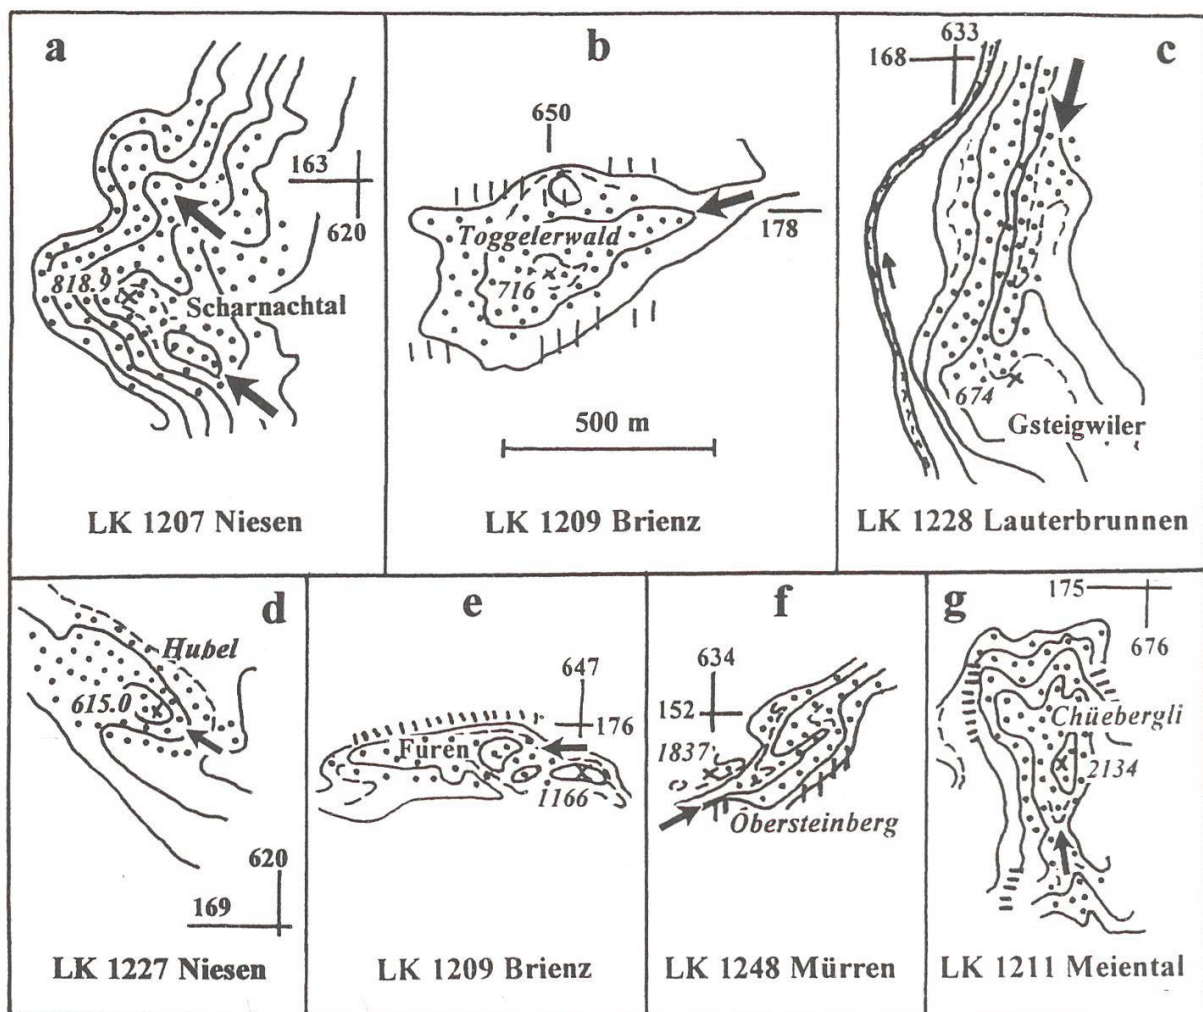 a
163
620
818.9
Scharnachtal
LK 1207 Niesen
b
650
Toggelerwald
178
716
500 m
LK 1209 Brienz
633
168
c
674
Gsteigwiler
LK 1228 Lauterbrunnen
d
Hubel
615.0
620
169
LK 1227 Niesen
e
647
176
Furen
1166
LK 1209 Brienz
f
634
152
1837
Obersteinberg
LK 1248 Mürren
g
175
676
Chüebergli
2134
LK 1211 Meiental